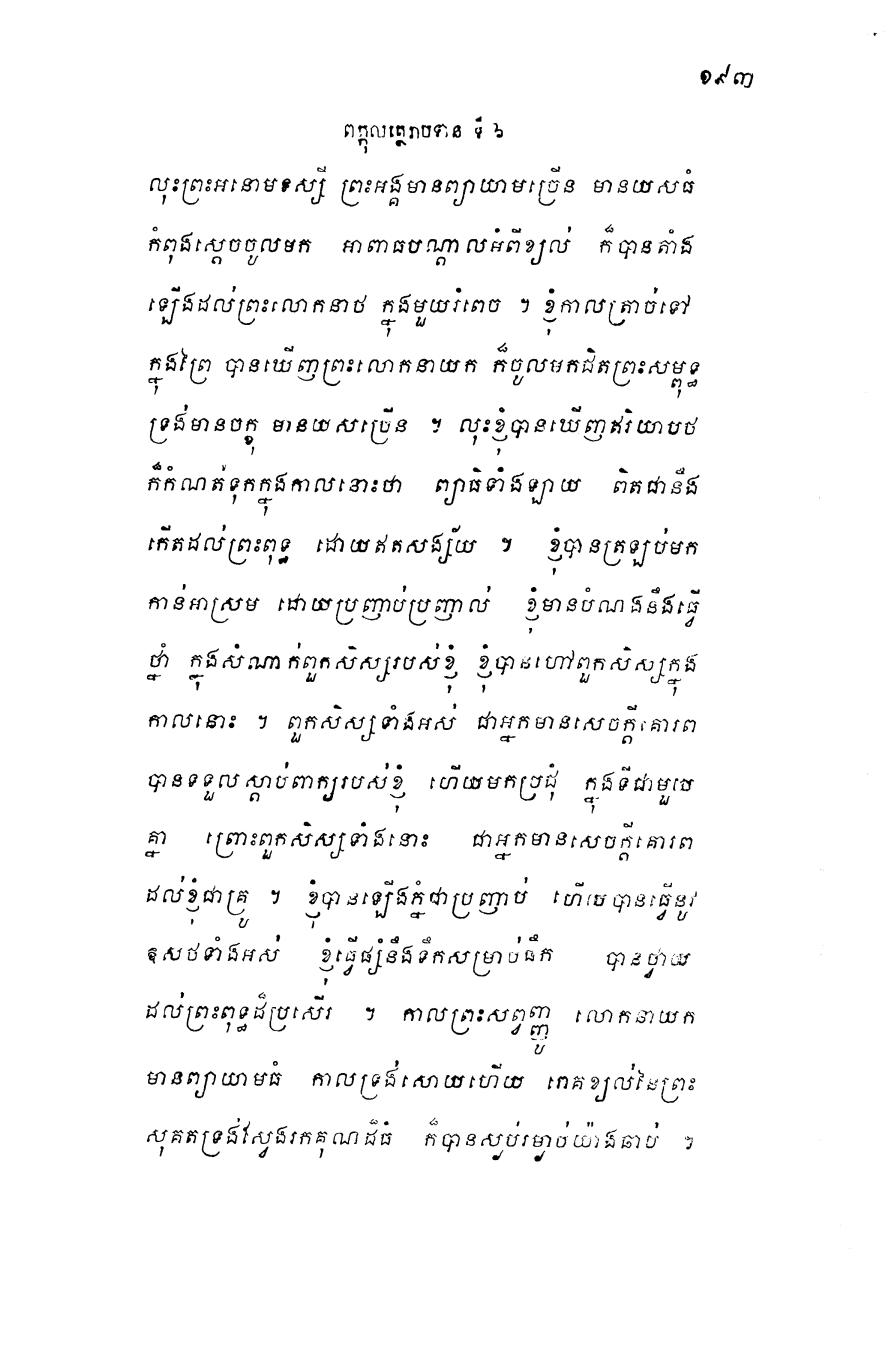 ១៩៣
ពក្កុលត្ថេរាបទាន ទី ៦
លុះព្រះអនោមទស្សី ព្រះអង្គមានព្យាយាមច្រើន មានយសធំ
កំពុងស្តេចចូលមក អាពាធបណ្តាលអំពីខ្យល់ ក៏បានតាំង
ឡើងដល់ព្រះលោកនាថ ក្នុងមួយរំពេច ។ ខ្ញុំកាលត្រាច់ទៅ
ក្នុងព្រៃ បានឃើញព្រះលោកនាយក ក៏ចូលមកជិតព្រះសម្ពុទ្ធ
ទ្រង់មានចក្ខុ មានយសច្រើន ។ លុះខ្ញុំបានឃើញឥរិយាបថ
ក៏កំណត់ទុកក្នុងកាលនោះថា ព្យាធិទាំងឡាយ ពិតជានឹង
កើតដល់ព្រះពុទ្ធ ដោយឥតសង្ស័យ ។ ខ្ញុំបានត្រឡប់មក
កាន់អាស្រម ដោយប្រញាប់ប្រញាល់ ខ្ញុំមានបំណងនឹងធ្វើ
ថ្នាំ ក្នុងសំណាក់ពួកសិស្សរបស់ខ្ញុំ ខ្ញុំបានហៅពួកសិស្សក្នុង
កាលនោះ ។ ពួកសិស្សទាំងអស់ ជាអ្នកមានសេចក្តីគោរព
បានទទួលស្តាប់ពាក្យរបស់ខ្ញុំ ហើយមកប្រជុំ ក្នុងទីជាមួយ
គ្នា ព្រោះពួកសិស្សទាំងនោះ ជាអ្នកមានសេចក្តីគោរព
ដល់ខ្ញុំជាគ្រូ ។ ខ្ញុំបានឡើងភ្នំជាប្រញាប់ ហើយបានធ្វើនូវ
ឱសថទាំងអស់ ខ្ញុំធ្វើផ្សំនឹងទឹកសម្រាប់ផឹក បានថ្វាយ
ដល់ព្រះពុទ្ធដ៏ប្រសើរ ។ កាលព្រះសព្វញ្ញូ លោកនាយក
មានព្យាយាមធំ កាលទ្រង់សោយហើយ រោគខ្យល់នៃព្រះ
សុគតទ្រង់ស្វែងរកគុណដ៏ធំ ក៏បានស្ងប់រម្ងាប់យ៉ាងឆាប់ ។